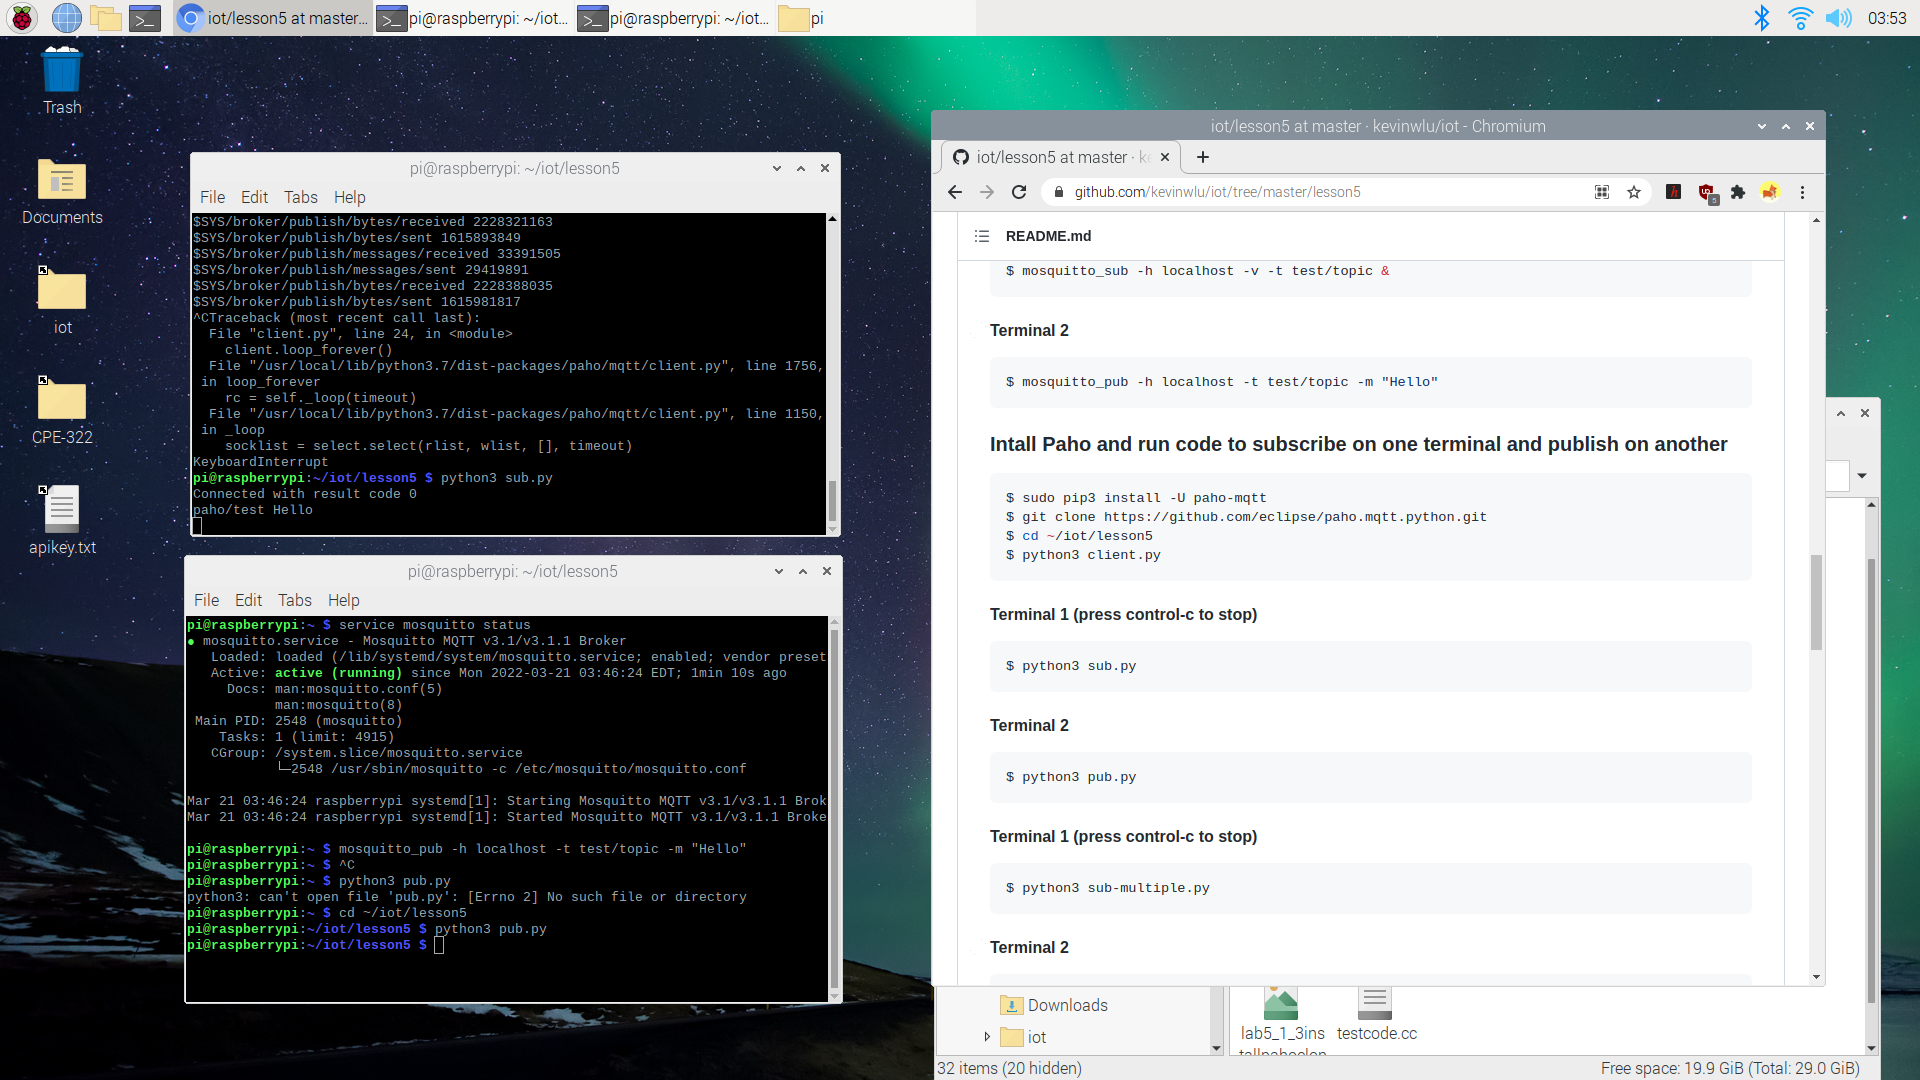 iot/lesson5 at master...
pi@raspberrypi: ~/iot...
pi@raspberrypi: ~/iot...
pi
03:53
Trash
Documents
iot
CPE-322
apikey.txt
pi@raspberrypi: ~/iot/lesson5
File Edit Tabs Help
$SYS/broker/publish/bytes/received 2228321163
$SYS/broker/publish/bytes/sent 1615893849
$SYS/broker/publish/messages/received 33391505
$SYS/broker/publish/messages/sent 29419891
$SYS/broker/publish/bytes/received 2228388035
$SYS/broker/publish/bytes/sent 1615981817
^CTraceback (most recent call last):
  File "client.py", line 24, in <module>
    client.loop_forever()
  File "/usr/local/lib/python3.7/dist-packages/paho/mqtt/client.py", line 1756,
 in loop_forever
    rc = self._loop(timeout)
  File "/usr/local/lib/python3.7/dist-packages/paho/mqtt/client.py", line 1150,
 in _loop
    socklist = select.select(rlist, wlist, [], timeout)
KeyboardInterrupt
pi@raspberrypi:~/iot/lesson5 $ python3 sub.py
Connected with result code 0
paho/test Hello
pi@raspberrypi: ~/iot/lesson5
File Edit Tabs Help
pi@raspberrypi:~ $ service mosquitto status
● mosquitto.service - Mosquitto MQTT v3.1/v3.1.1 Broker
   Loaded: loaded (/lib/systemd/system/mosquitto.service; enabled; vendor preset
   Active: active (running) since Mon 2022-03-21 03:46:24 EDT; 1min 10s ago
     Docs: man:mosquitto.conf(5)
           man:mosquitto(8)
 Main PID: 2548 (mosquitto)
    Tasks: 1 (limit: 4915)
   CGroup: /system.slice/mosquitto.service
           └─2548 /usr/sbin/mosquitto -c /etc/mosquitto/mosquitto.conf
Mar 21 03:46:24 raspberrypi systemd[1]: Starting Mosquitto MQTT v3.1/v3.1.1 Brok
Mar 21 03:46:24 raspberrypi systemd[1]: Started Mosquitto MQTT v3.1/v3.1.1 Broke
pi@raspberrypi:~ $ mosquitto_pub -h localhost -t test/topic -m "Hello"
pi@raspberrypi:~ $ ^C
pi@raspberrypi:~ $ python3 pub.py
python3: can't open file 'pub.py': [Errno 2] No such file or directory
pi@raspberrypi:~ $ cd ~/iot/lesson5
pi@raspberrypi:~/iot/lesson5 $ python3 pub.py
pi@raspberrypi:~/iot/lesson5 $
iot/lesson5 at master · kevinwlu/iot - Chromium
iot/lesson5 at master ·
github.com/kevinwlu/iot/tree/master/lesson5
5
README.md
$ mosquitto_sub -h localhost -v -t test/topic &
Terminal 2
$ mosquitto_pub -h localhost -t test/topic -m "Hello"
Intall Paho and run code to subscribe on one terminal and publish on another
$ sudo pip3 install -U paho-mqtt
$ git clone https://github.com/eclipse/paho.mqtt.python.git
$ cd ~/iot/lesson5
$ python3 client.py
Terminal 1 (press control-c to stop)
$ python3 sub.py
Terminal 2
$ python3 pub.py
Terminal 1 (press control-c to stop)
$ python3 sub-multiple.py
Terminal 2
Downloads
iot
lab5_1_3ins
tallpahoclon
testcode.cc
32 items (20 hidden)
Free space: 19.9 GiB (Total: 29.0 GiB)